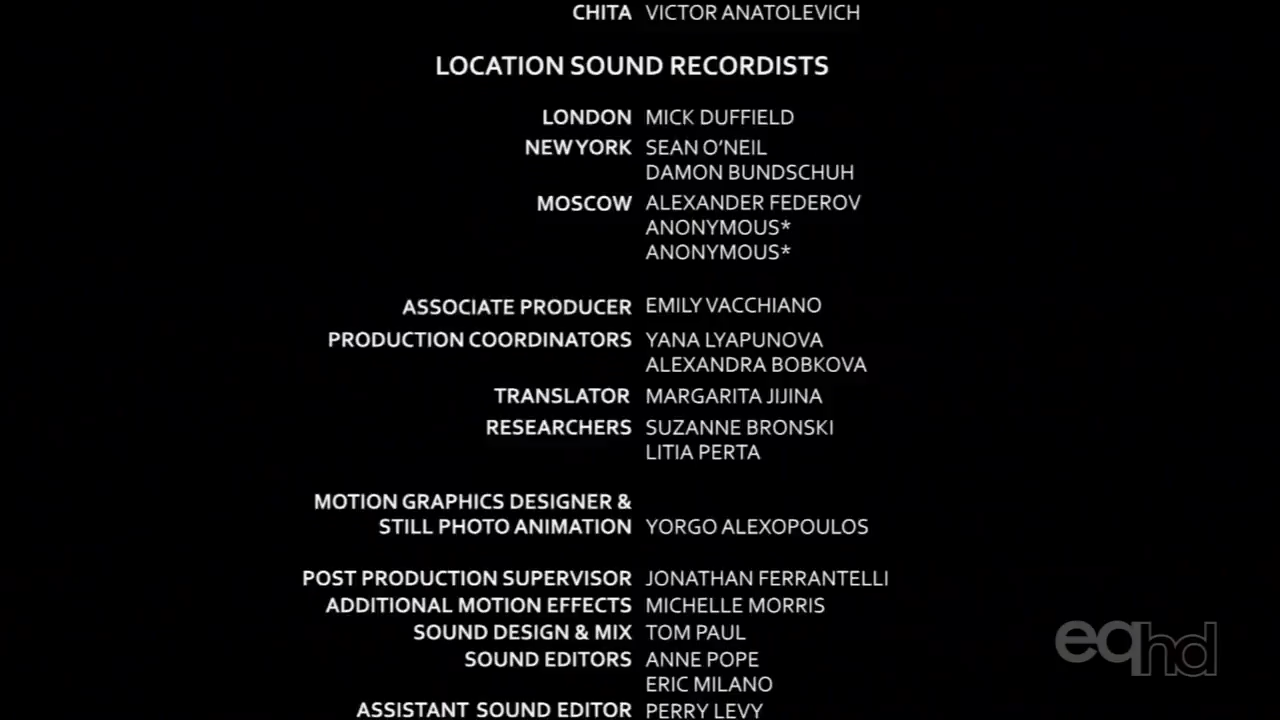 CHITA VICTOR ANATOLEVICH
LOCATION SOUND RECORDISTS
LONDON MICK DUFFIELD
NEW YORK SEAN O'NEIL
DAMON BUNDSCHUH
MOSCOW ALEXANDER FEDEROV
ANONYMOUS*
ANONYMOUS*
ASSOCIATE PRODUCER EMILY VACCHIANO
PRODUCTION COORDINATORS YANA LYAPUNOVA
ALEXANDRA BOBKOVA
TRANSLATOR MARGARITA JIJINA
RESEARCHERS SUZANNE BRONSKI
LITIA PERTA
MOTION GRAPHICS DESIGNER &
STILL PHOTO ANIMATION YORGO ALEXOPOULOS
POST PRODUCTION SUPERVISOR JONATHAN FERRANTELLI
ADDITIONAL MOTION EFFECTS MICHELLE MORRIS
SOUND DESIGN & MIX TOM PAUL
SOUND EDITORS ANNE POPE
ERIC MILANO
ASSISTANT SOUND EDITOR PERRY LEVY
eqhd